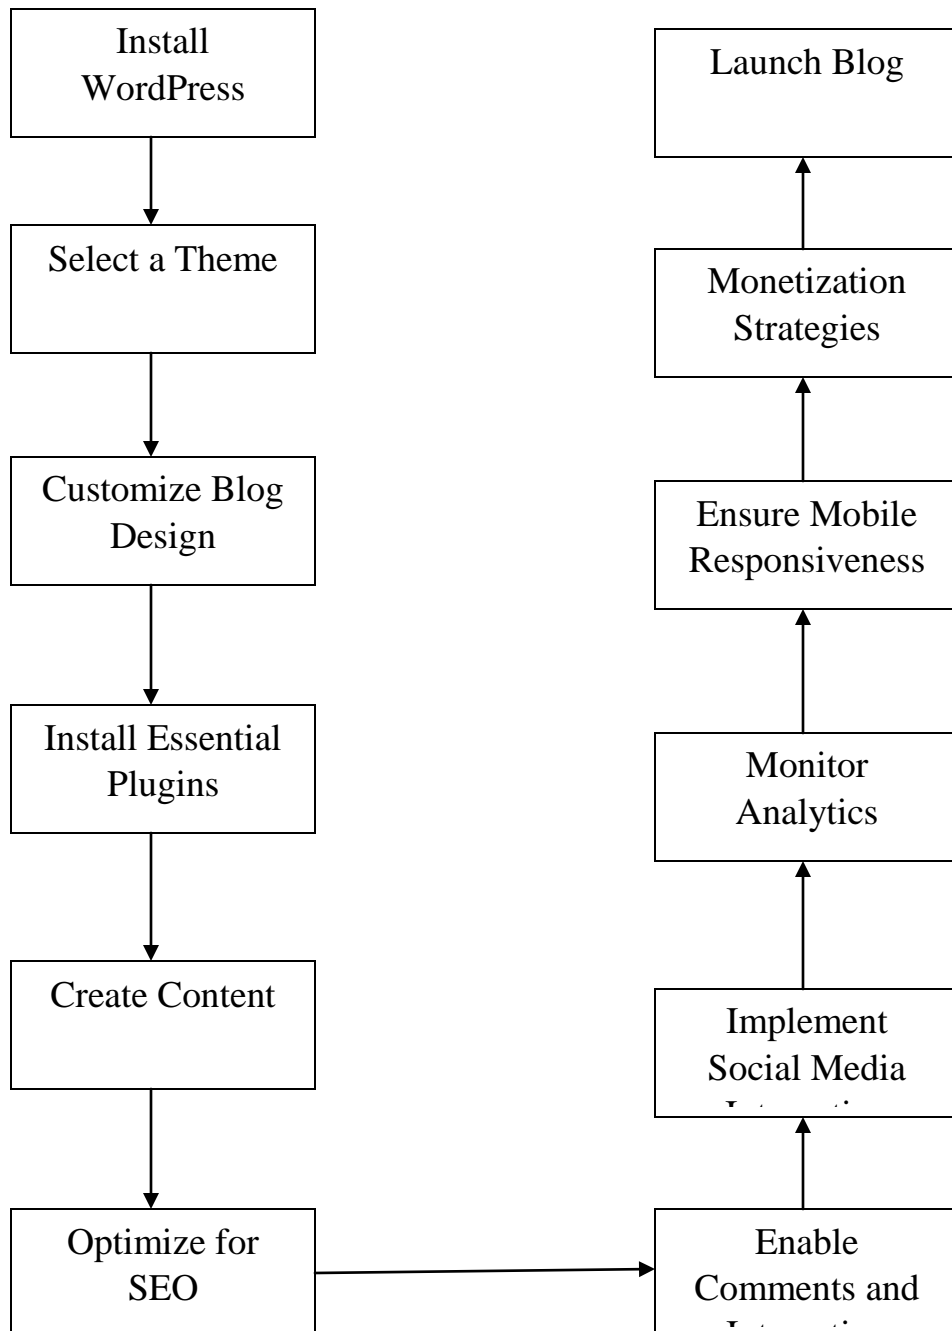 Install
WordPress
Select a Theme
Customize Blog
Design
Install Essential
Plugins
Create Content
Optimize for
SEO
Enable
Comments and
Implement
Social Media
Monitor
Analytics
Ensure Mobile
Responsiveness
Monetization
Strategies
Launch Blog